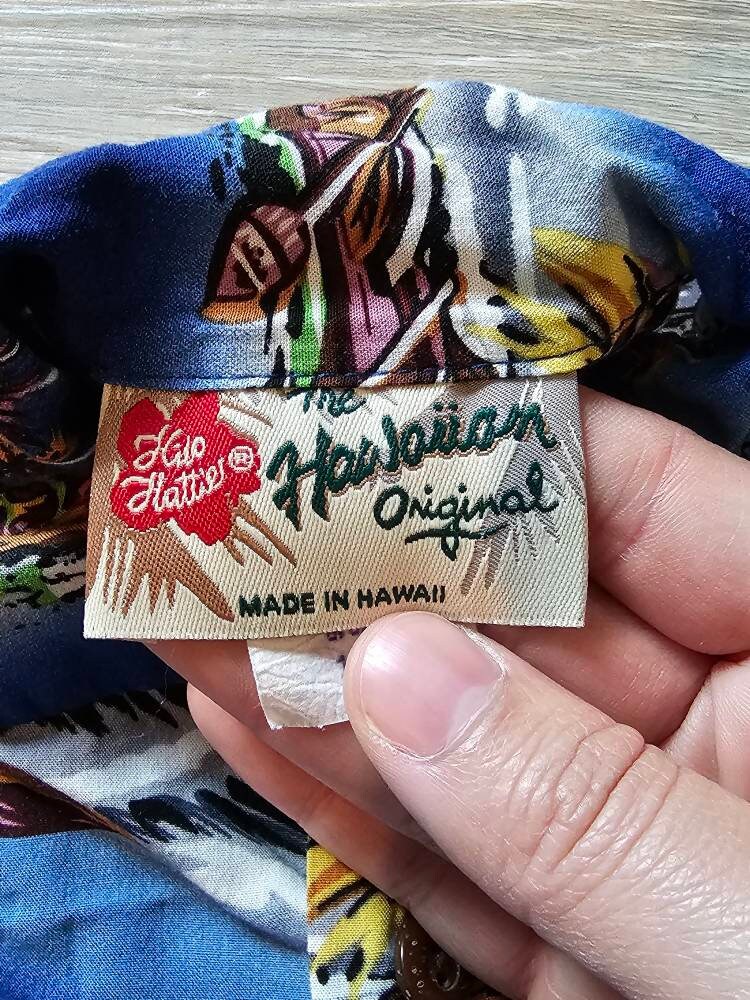 Hilo
Hattie®
The
Hawaiian
Original
MADE IN HAWAII